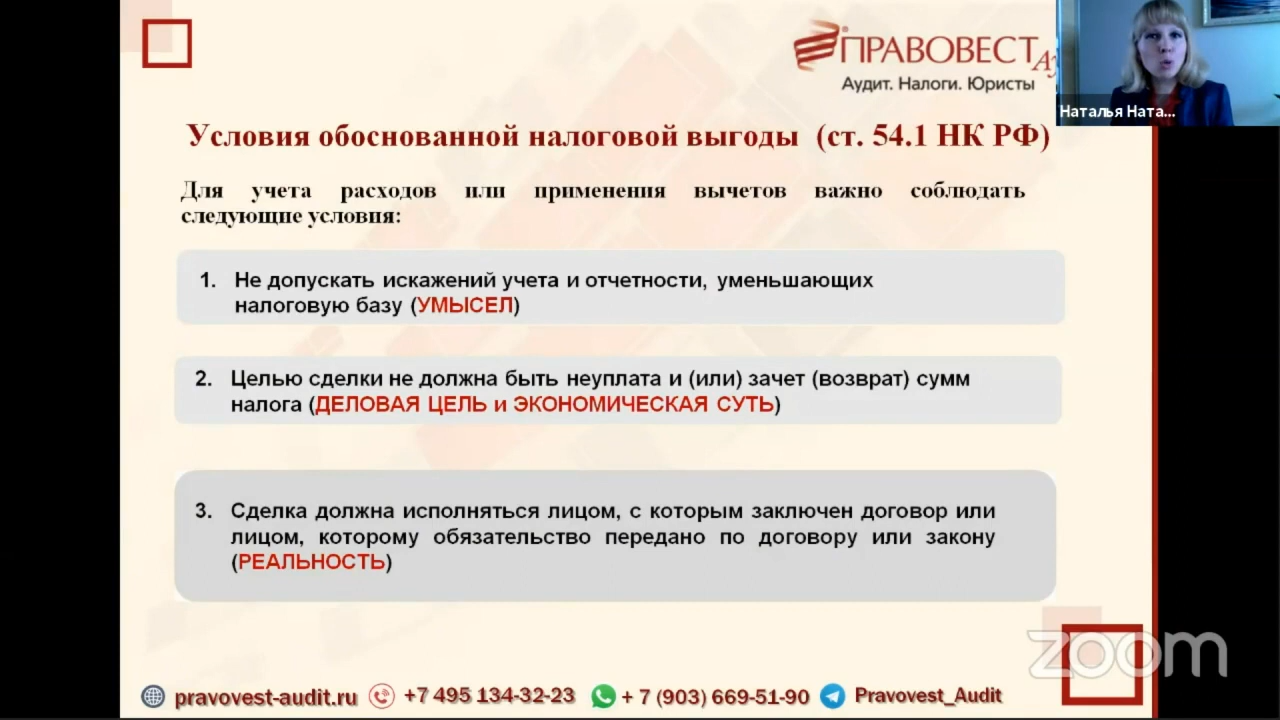 ПРАВОВЕСТ
Аудит. Налоги. Юристы
Наталья Ната...
Условия обоснованной налоговой выгоды (ст. 54.1 НК РФ)
Для учета расходов или применения вычетов важно соблюдать
следующие условия:
1. Не допускать искажений учета и отчетности, уменьшающих
налоговую базу (УМЫСЕЛ)
2. Целью сделки не должна быть неуплата и (или) зачет (возврат) сумм
налога (ДЕЛОВАЯ ЦЕЛЬ и ЭКОНОМИЧЕСКАЯ СУТЬ)
3. Сделка должна исполняться лицом, с которым заключен договор или
лицом, которому обязательство передано по договору или закону
(РЕАЛЬНОСТЬ)
zoom
pravovest-audit.ru +7 495 134-32-23 + 7 (903) 669-51-90 Pravovest_Audit